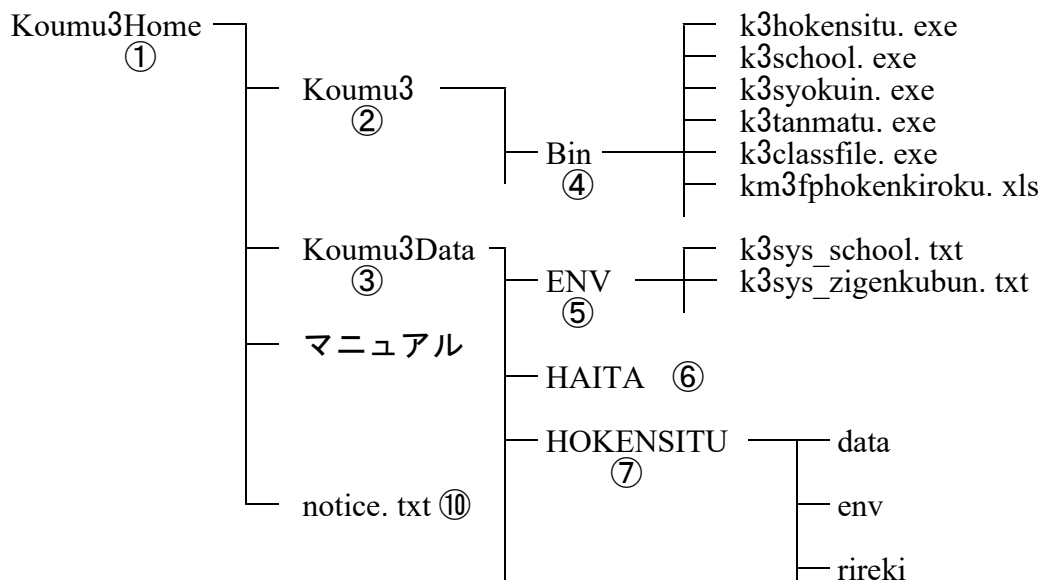 Koumu3Home
①
Koumu3
②
Bin
④
k3hokensitu. exe
k3school. exe
k3syokuin. exe
k3tanmatu. exe
k3classfile. exe
km3fphokenkiroku. xls
Koumu3Data
③
ENV
⑤
k3sys_school. txt
k3sys_zigenkubun. txt
マニュアル
HAITA ⑥
HOKENSITU
⑦
data
env
rireki
notice. txt ⑩